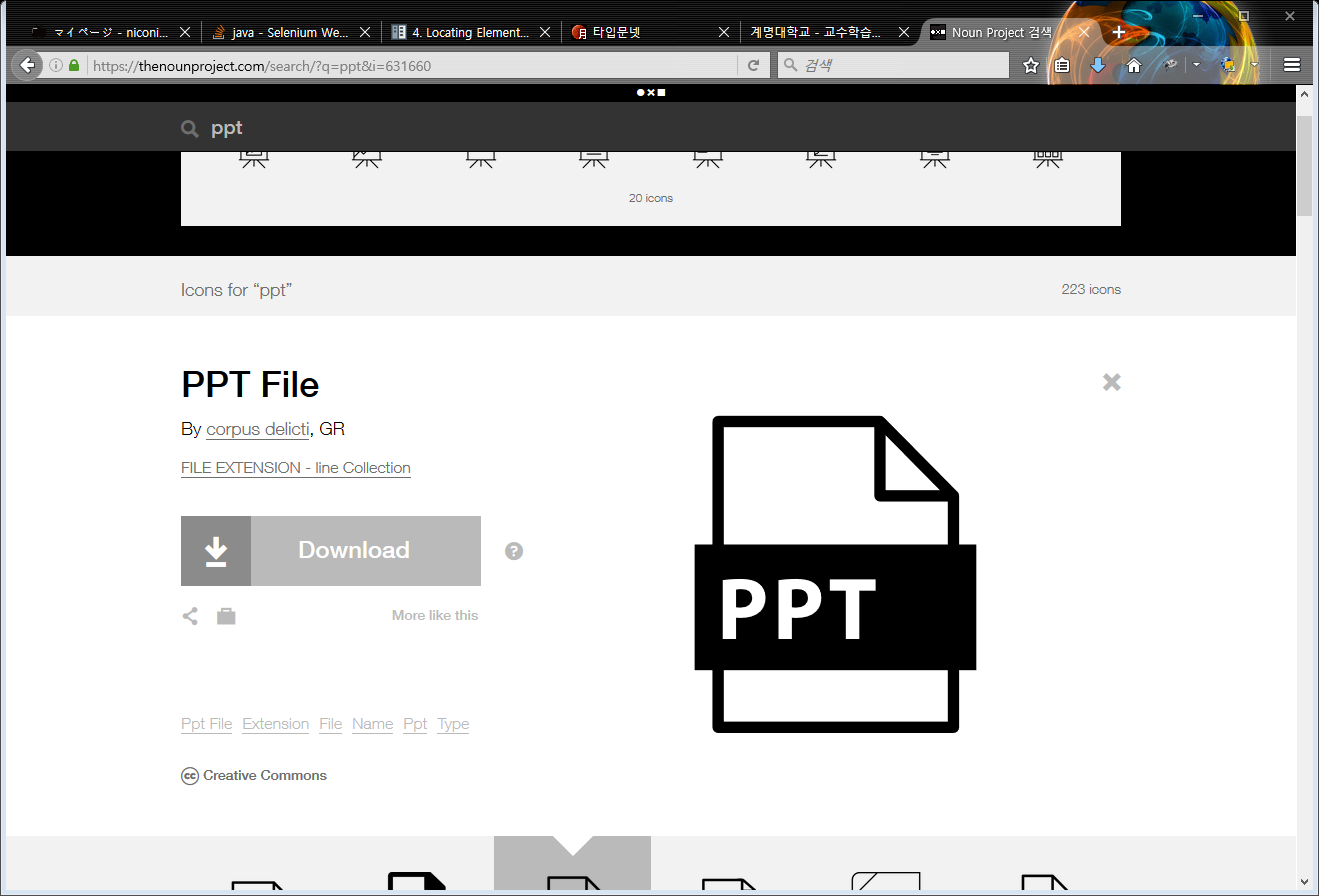 マイページ - niconi...
java - Selenium We...
4. Locating Element...
타입문넷
계명대학교 - 교수학습...
Noun Project 검색
https://thenounproject.com/search/?q=ppt&i=631660
검색
ppt
20 icons
Icons for “ppt”
223 icons
PPT File
By corpus delicti, GR
FILE EXTENSION - line Collection
Download
?
More like this
PPT
Ppt File Extension File Name Ppt Type
cc Creative Commons